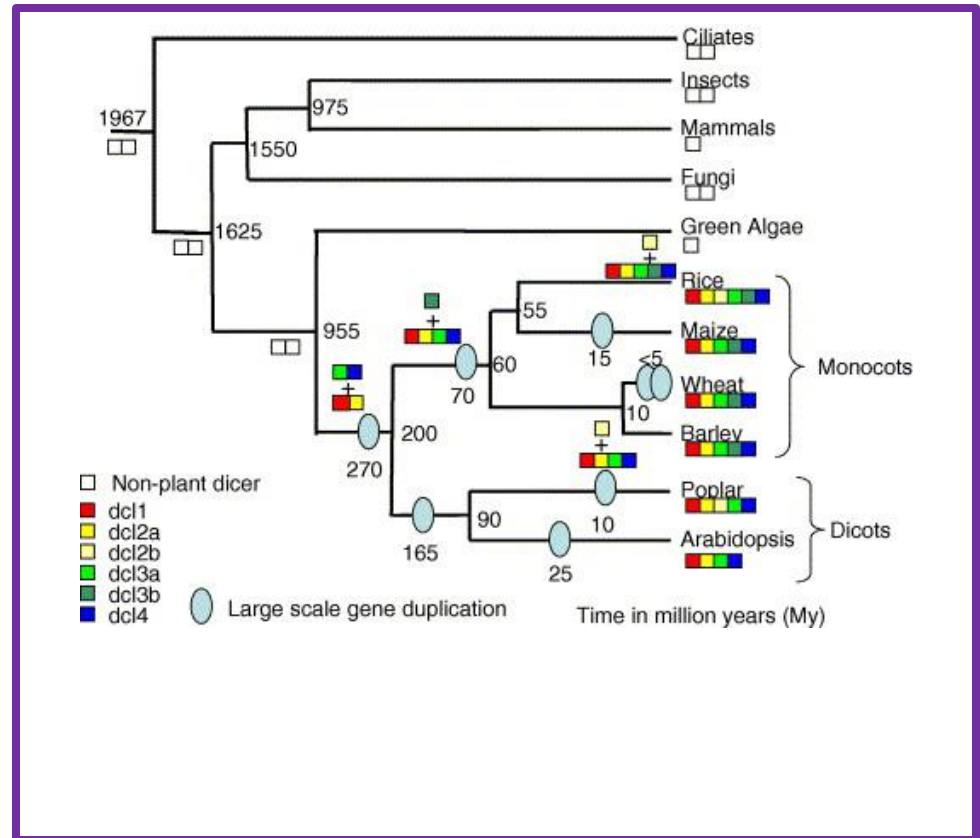 Ciliates
Insects
975
1967
Mammals
1550
Fungi
1625
Green Algae
+
Rice
55
+
955
Maize
15
<5
60
Monocots
Wheat
+
70
10
Barley
200
+
270
Non-plant dicer
Poplar
dcl1
90
10
Dicots
dcl2a
Arabidopsis
dcl2b
165
25
dcl3a
dcl3b
Large scale gene duplication
Time in million years (My)
dcl4